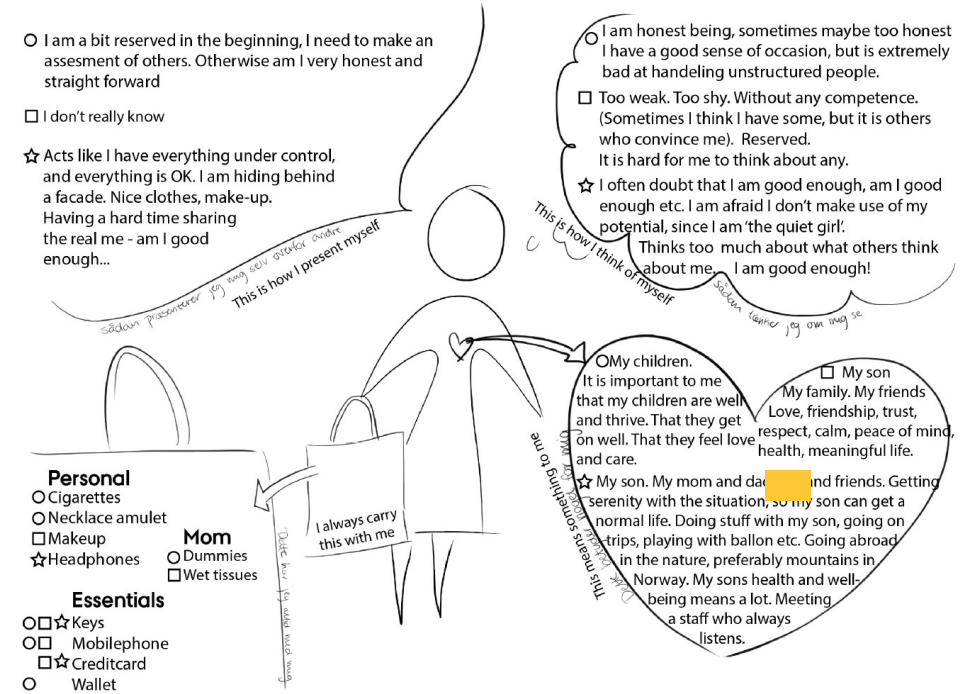 I am a bit reserved in the beginning, I need to make an
assesment of others. Otherwise am I very honest and
straight forward
I don't really know
Acts like I have everything under control,
and everything is OK. I am hiding behind
a facade. Nice clothes, make-up.
Having a hard time sharing
the real me - am I good
enough...
sådan præsenterer jeg mig selv overfor andre
This is how I present myself
I am honest being, sometimes maybe too honest
I have a good sense of occasion, but is extremely
bad at handeling unstructured people.
Too weak. Too shy. Without any competence.
(Sometimes I think I have some, but it is others
who convince me). Reserved.
It is hard for me to think about any.
I often doubt that I am good enough, am I good
enough etc. I am afraid I don't make use of my
potential, since I am 'the quiet girl'.
Thinks too much about what others think
about me. I am good enough!
This is how I think of myself
sådan tænker jeg om mig se
My children.
It is important to me
that my children are well
and thrive. That they get
on well. That they feel love
and care.
My son
My family. My friends
Love, friendship, trust,
respect, calm, peace of mind,
health, meaningful life.
My son. My mom and dad and friends. Getting
serenity with the situation, so my son can get a
normal life. Doing stuff with my son, going on
trips, playing with ballon etc. Going abroad
in the nature, preferably mountains in
Norway. My sons health and well-
being means a lot. Meeting
a staff who always
listens.
This means something to me
Dette betyder noget for mig
I always carry
this with me
Dette har jeg altid med mig
Personal
Cigarettes
Necklace amulet
Makeup
Headphones
Mom
Dummies
Wet tissues
Essentials
Keys
Mobilephone
Creditcard
Wallet